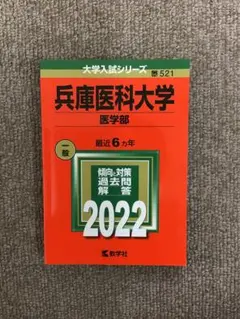 大学入試シリーズ 521
兵庫医科大学
医学部
一般
最近6カ年
傾向と対策
過去問
解答
2022
教学社